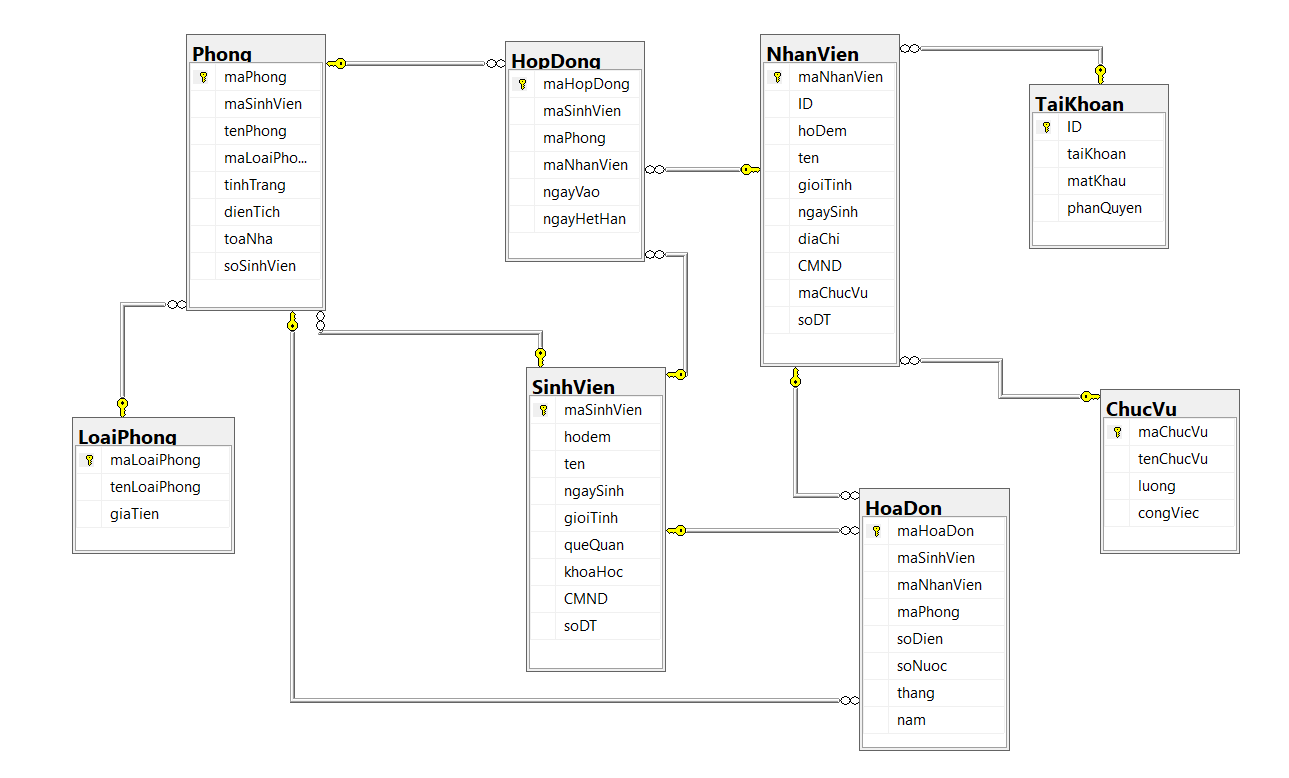 Phong
maPhong
maSinhVien
tenPhong
maLoaiPho...
tinhTrang
dienTich
toaNha
soSinhVien
HopDong
maHopDong
maSinhVien
maPhong
maNhanVien
ngayVao
ngayHetHan
NhanVien
maNhanVien
ID
hoDem
ten
gioiTinh
ngaySinh
diaChi
CMND
maChucVu
soDT
TaiKhoan
ID
taiKhoan
matKhau
phanQuyen
LoaiPhong
maLoaiPhong
tenLoaiPhong
giaTien
SinhVien
maSinhVien
hodem
ten
ngaySinh
gioiTinh
queQuan
khoaHoc
CMND
soDT
ChucVu
maChucVu
tenChucVu
luong
congViec
HoaDon
maHoaDon
maSinhVien
maNhanVien
maPhong
soDien
soNuoc
thang
nam